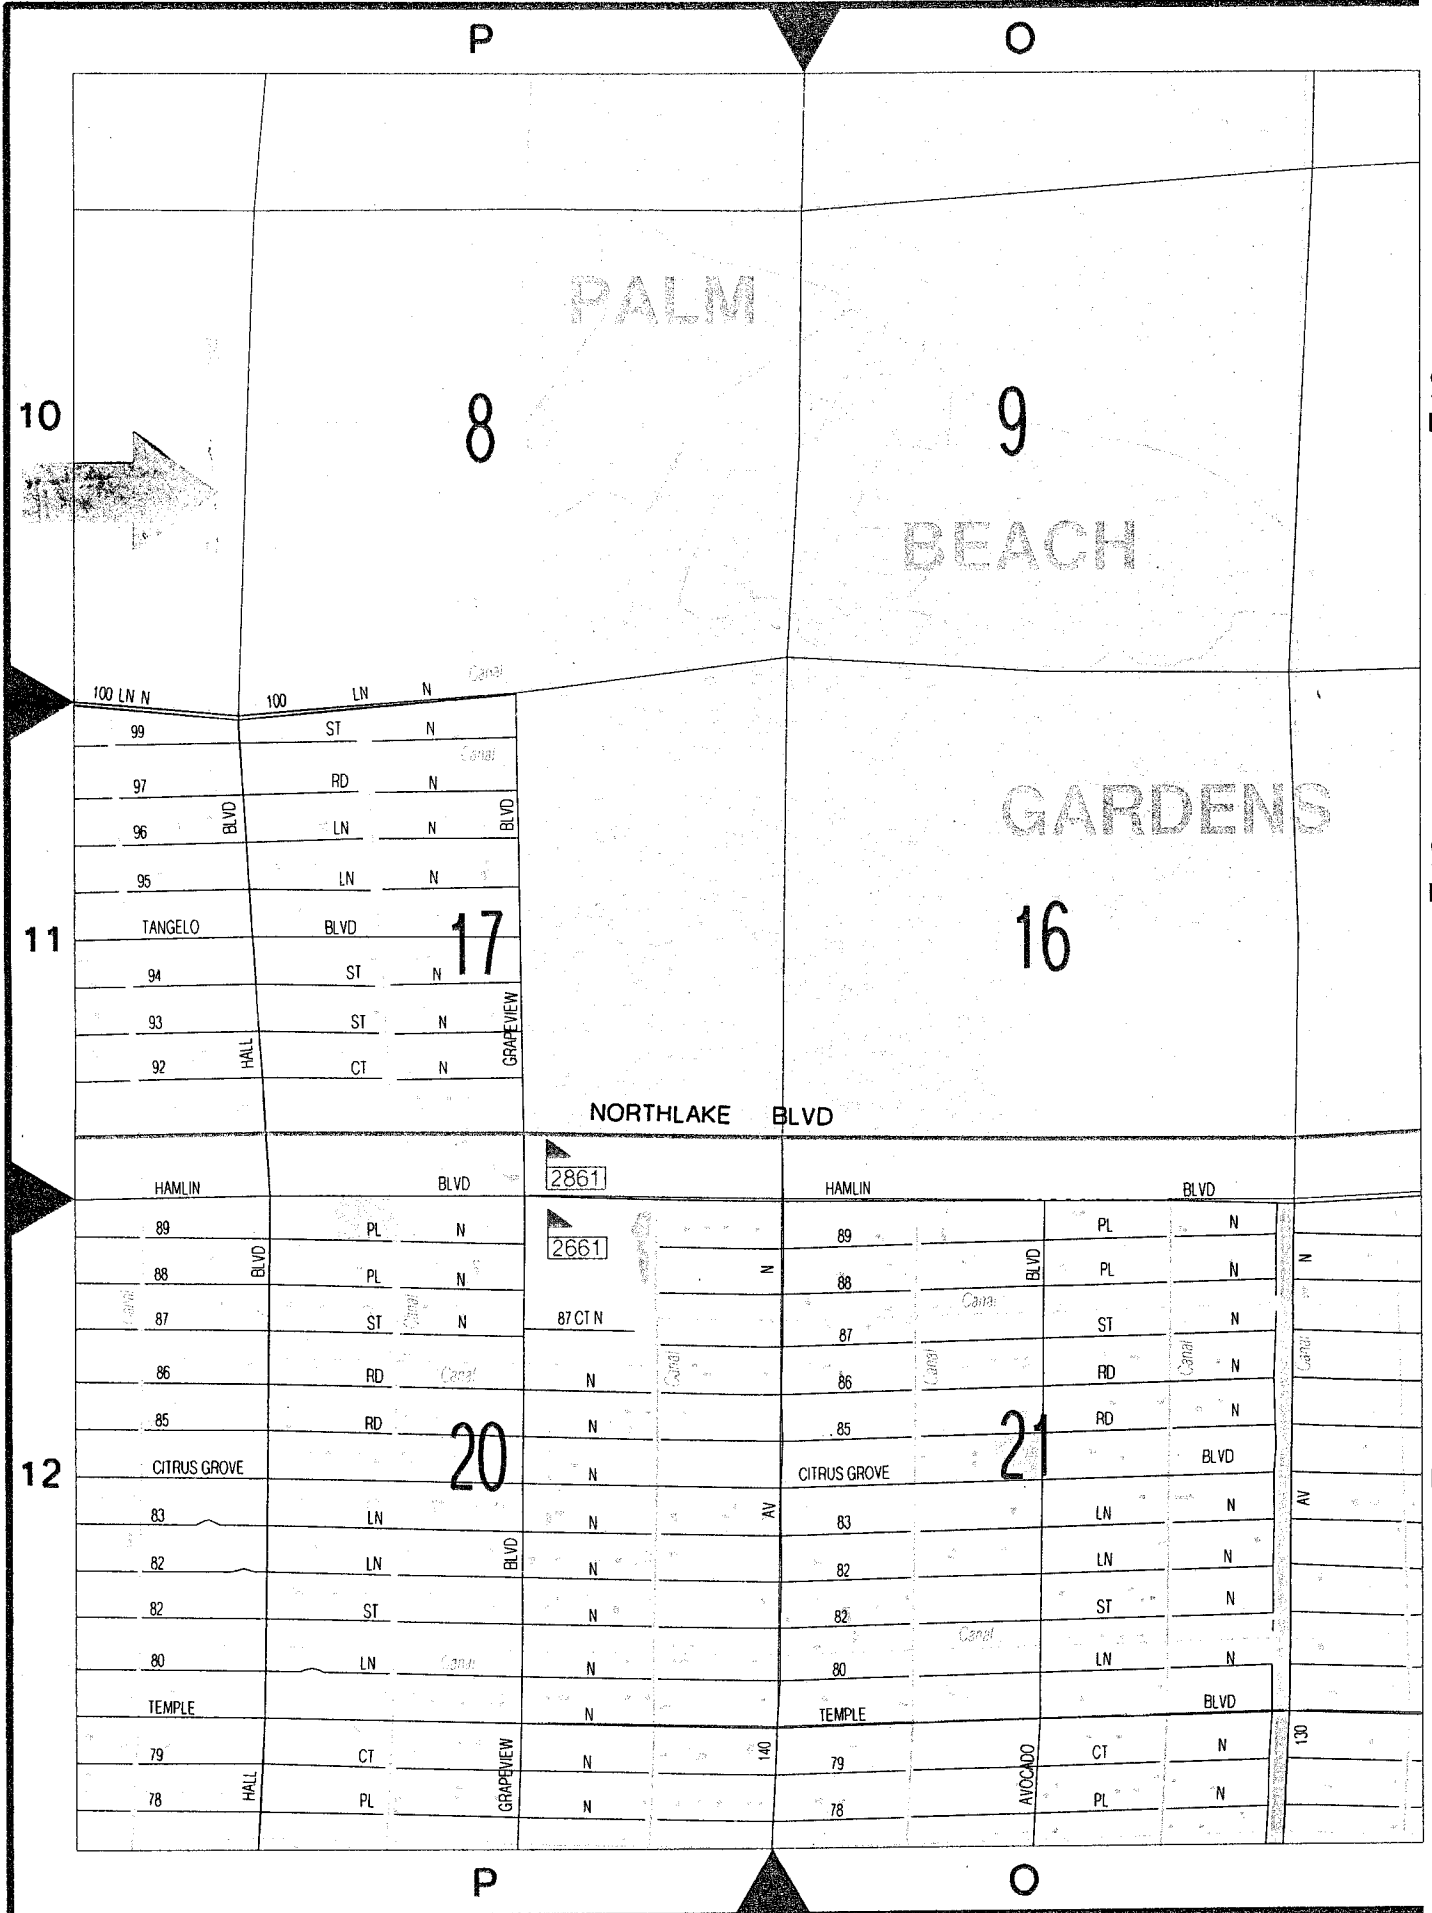 P O
PALM
10 8 9
BEACH
Canal
100 LN N 100 LN N
99 ST N
Canal
97 RD N
BLVD BLVD
GARDENS
96 LN N
95 LN N
11 TANGELO BLVD 17 16
94 ST N
93 ST N
HALL GRAPEVIEW
92 CT N
NORTHLAKE BLVD
2861
HAMLIN BLVD HAMLIN BLVD
89 PL N 89 PL N
2661
BLVD N BLVD N
88 PL N 88 PL N
Canal Canal Canal
87 ST N 87 CT N 87 ST N
Canal Canal Canal Canal
86 RD Canal N 86 RD N
85 RD N 85 RD N
12 CITRUS GROVE 20 N CITRUS GROVE 21 BLVD
AV AV
83 LN N 83 LN N
BLVD
82 LN N 82 LN N
82 ST N 82 ST N
Canal
80 LN Canal N 80 LN N
TEMPLE N TEMPLE BLVD
140 130
79 CT N 79 CT N
HALL GRAPEVIEW AVOCADO
78 PL N 78 PL N
P O